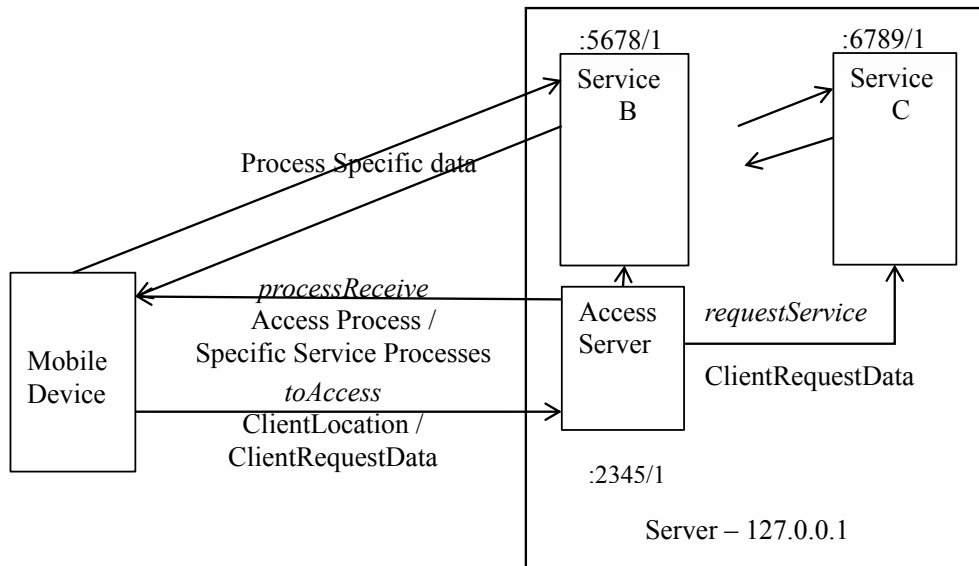 :5678/1
:6789/1
Service
B
Service
C
Process Specific data
processReceive
Access Process /
Specific Service Processes
Access
Server
requestService
ClientRequestData
Mobile
Device
toAccess
ClientLocation /
ClientRequestData
:2345/1
Server – 127.0.0.1